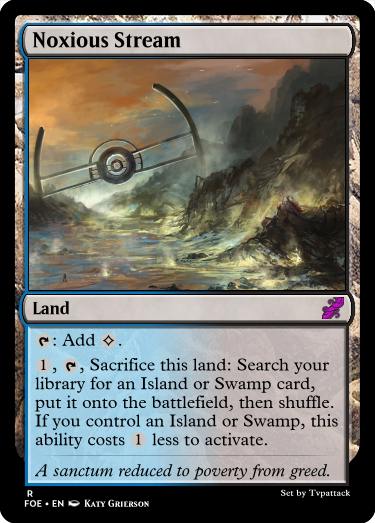 Noxious Stream
Land
: Add .
1, , Sacrifice this land: Search your
library for an Island or Swamp card,
put it onto the battlefield, then shuffle.
If you control an Island or Swamp, this
ability costs 1 less to activate.
A sanctum reduced to poverty from greed.
R
FOE • EN Katy Grierson
Set by Tvpattack